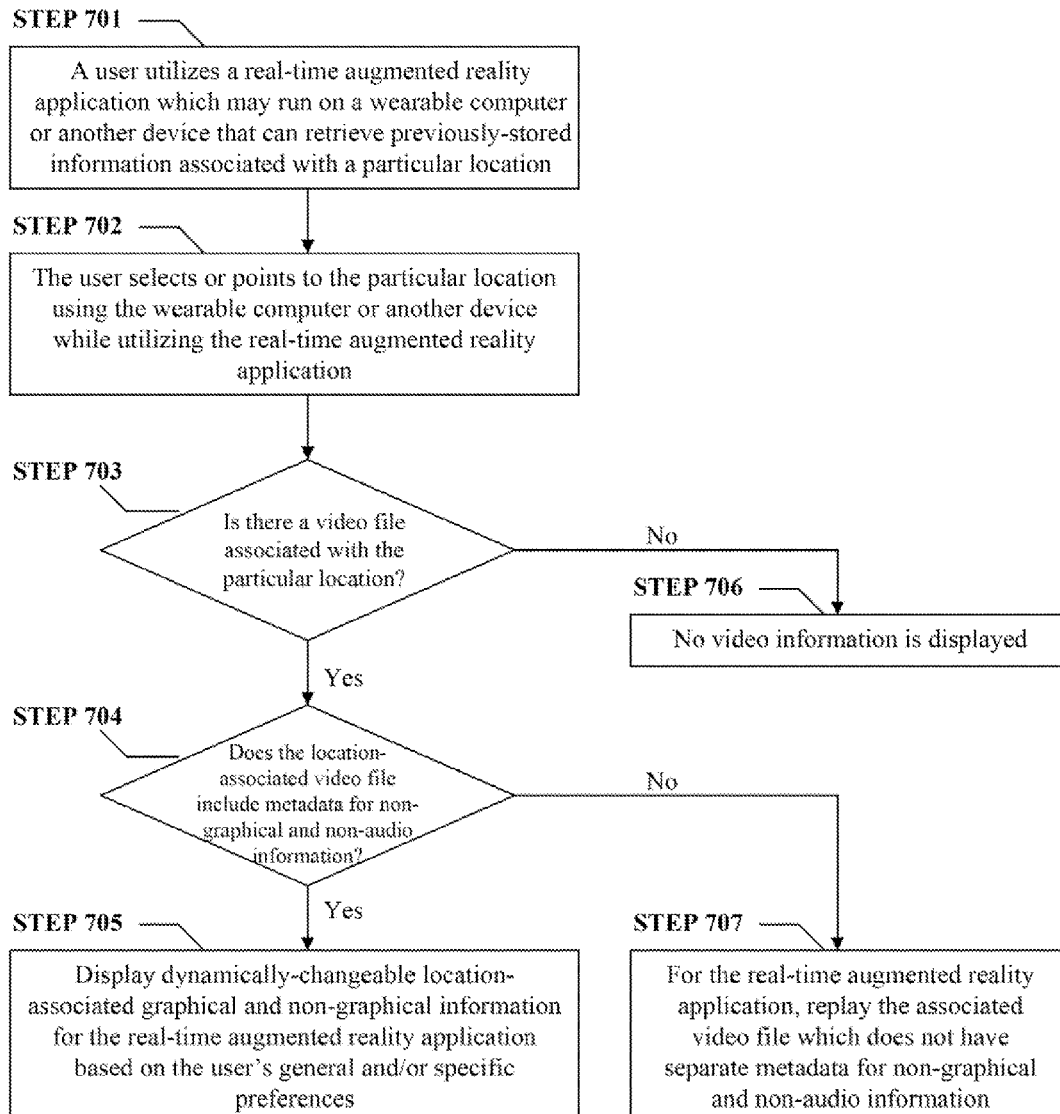 STEP 701
A user utilizes a real-time augmented reality
application which may run on a wearable computer
or another device that can retrieve previously-stored
information associated with a particular location
STEP 702
The user selects or points to the particular location
using the wearable computer or another device
while utilizing the real-time augmented reality
application
STEP 703
Is there a video file
associated with the
particular location?
No
STEP 706
No video information is displayed
Yes
STEP 704
Does the location-
associated video file
include metadata for non-
graphical and non-audio
information?
No
Yes
STEP 705
Display dynamically-changeable location-
associated graphical and non-graphical information
for the real-time augmented reality application
based on the user's general and/or specific
preferences
STEP 707
For the real-time augmented reality
application, replay the associated
video file which does not have
separate metadata for non-graphical
and non-audio information